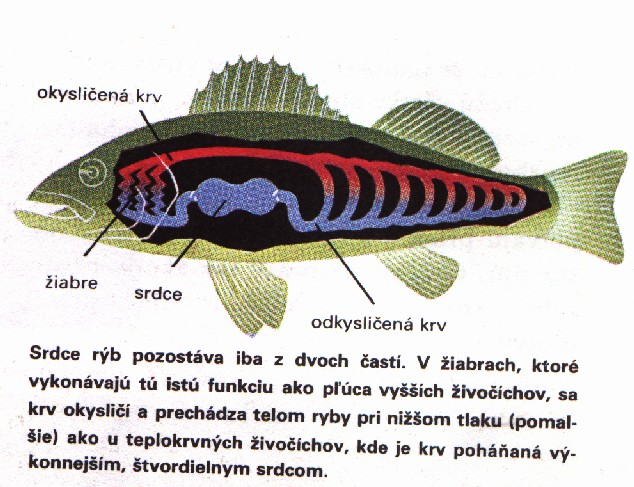 okysličená krv
žiabre
srdce
odkysličená krv
Srdce rýb pozostáva iba z dvoch častí. V žiabrach, ktoré
vykonávajú tú istú funkciu ako pľúca vyšších živočíchov, sa
krv okysličí a prechádza telom ryby pri nižšom tlaku (pomal-
šie) ako u teplokrvných živočíchov, kde je krv poháňaná vý-
konnejším, štvordielnym srdcom.